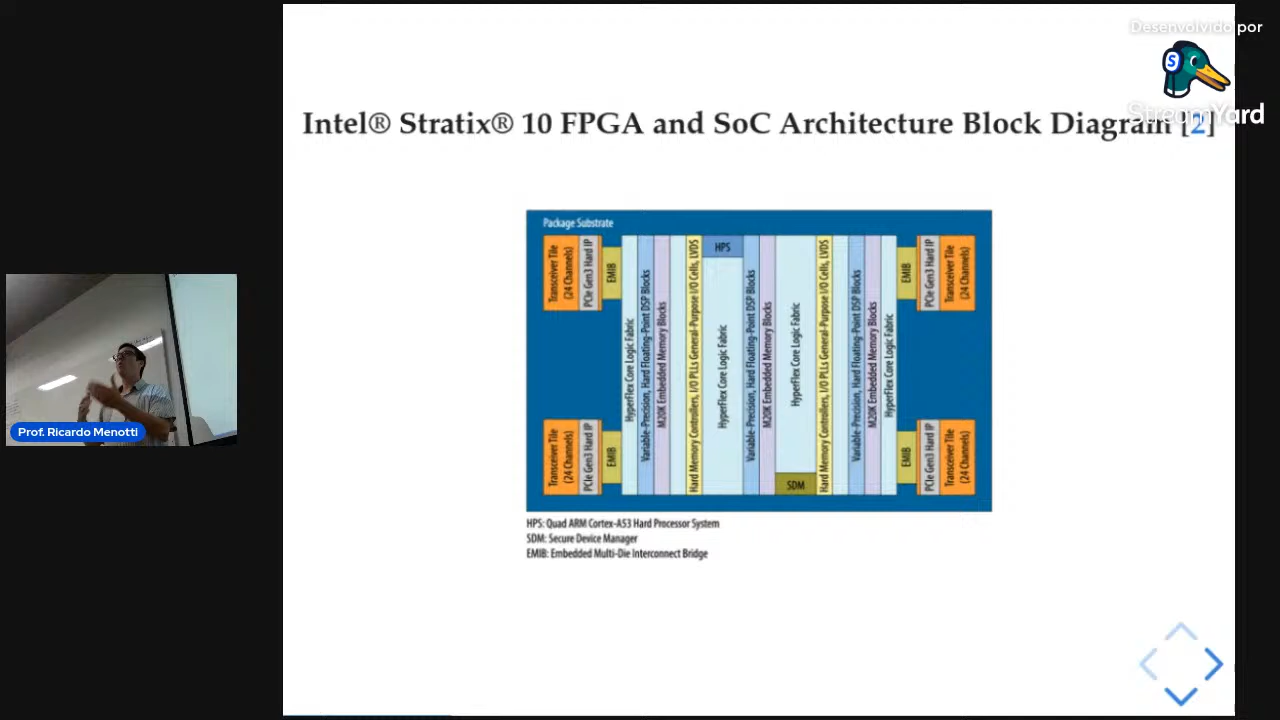 Desenvolvido por
StreamYard
Intel® Stratix® 10 FPGA and SoC Architecture Block Diagram [2]
Package Substrate
Transceiver Tile
(24 Channels)
PCIe Gen3 Hard IP
EMIB
Transceiver Tile
(24 Channels)
PCIe Gen3 Hard IP
EMIB
HyperFlex Core Logic Fabric
Variable-Precision, Hard Floating-Point DSP Blocks
M20K Embedded Memory Blocks
Hard Memory Controllers, I/O PLLs General-Purpose I/O Cells, LVDS
HPS
HyperFlex Core Logic Fabric
Variable-Precision, Hard Floating-Point DSP Blocks
M20K Embedded Memory Blocks
HyperFlex Core Logic Fabric
SDM
Hard Memory Controllers, I/O PLLs General-Purpose I/O Cells, LVDS
Variable-Precision, Hard Floating-Point DSP Blocks
M20K Embedded Memory Blocks
HyperFlex Core Logic Fabric
EMIB
PCIe Gen3 Hard IP
Transceiver Tile
(24 Channels)
EMIB
PCIe Gen3 Hard IP
Transceiver Tile
(24 Channels)
HPS: Quad ARM Cortex-A53 Hard Processor System
SDM: Secure Device Manager
EMIB: Embedded Multi-Die Interconnect Bridge
Prof. Ricardo Menotti
S